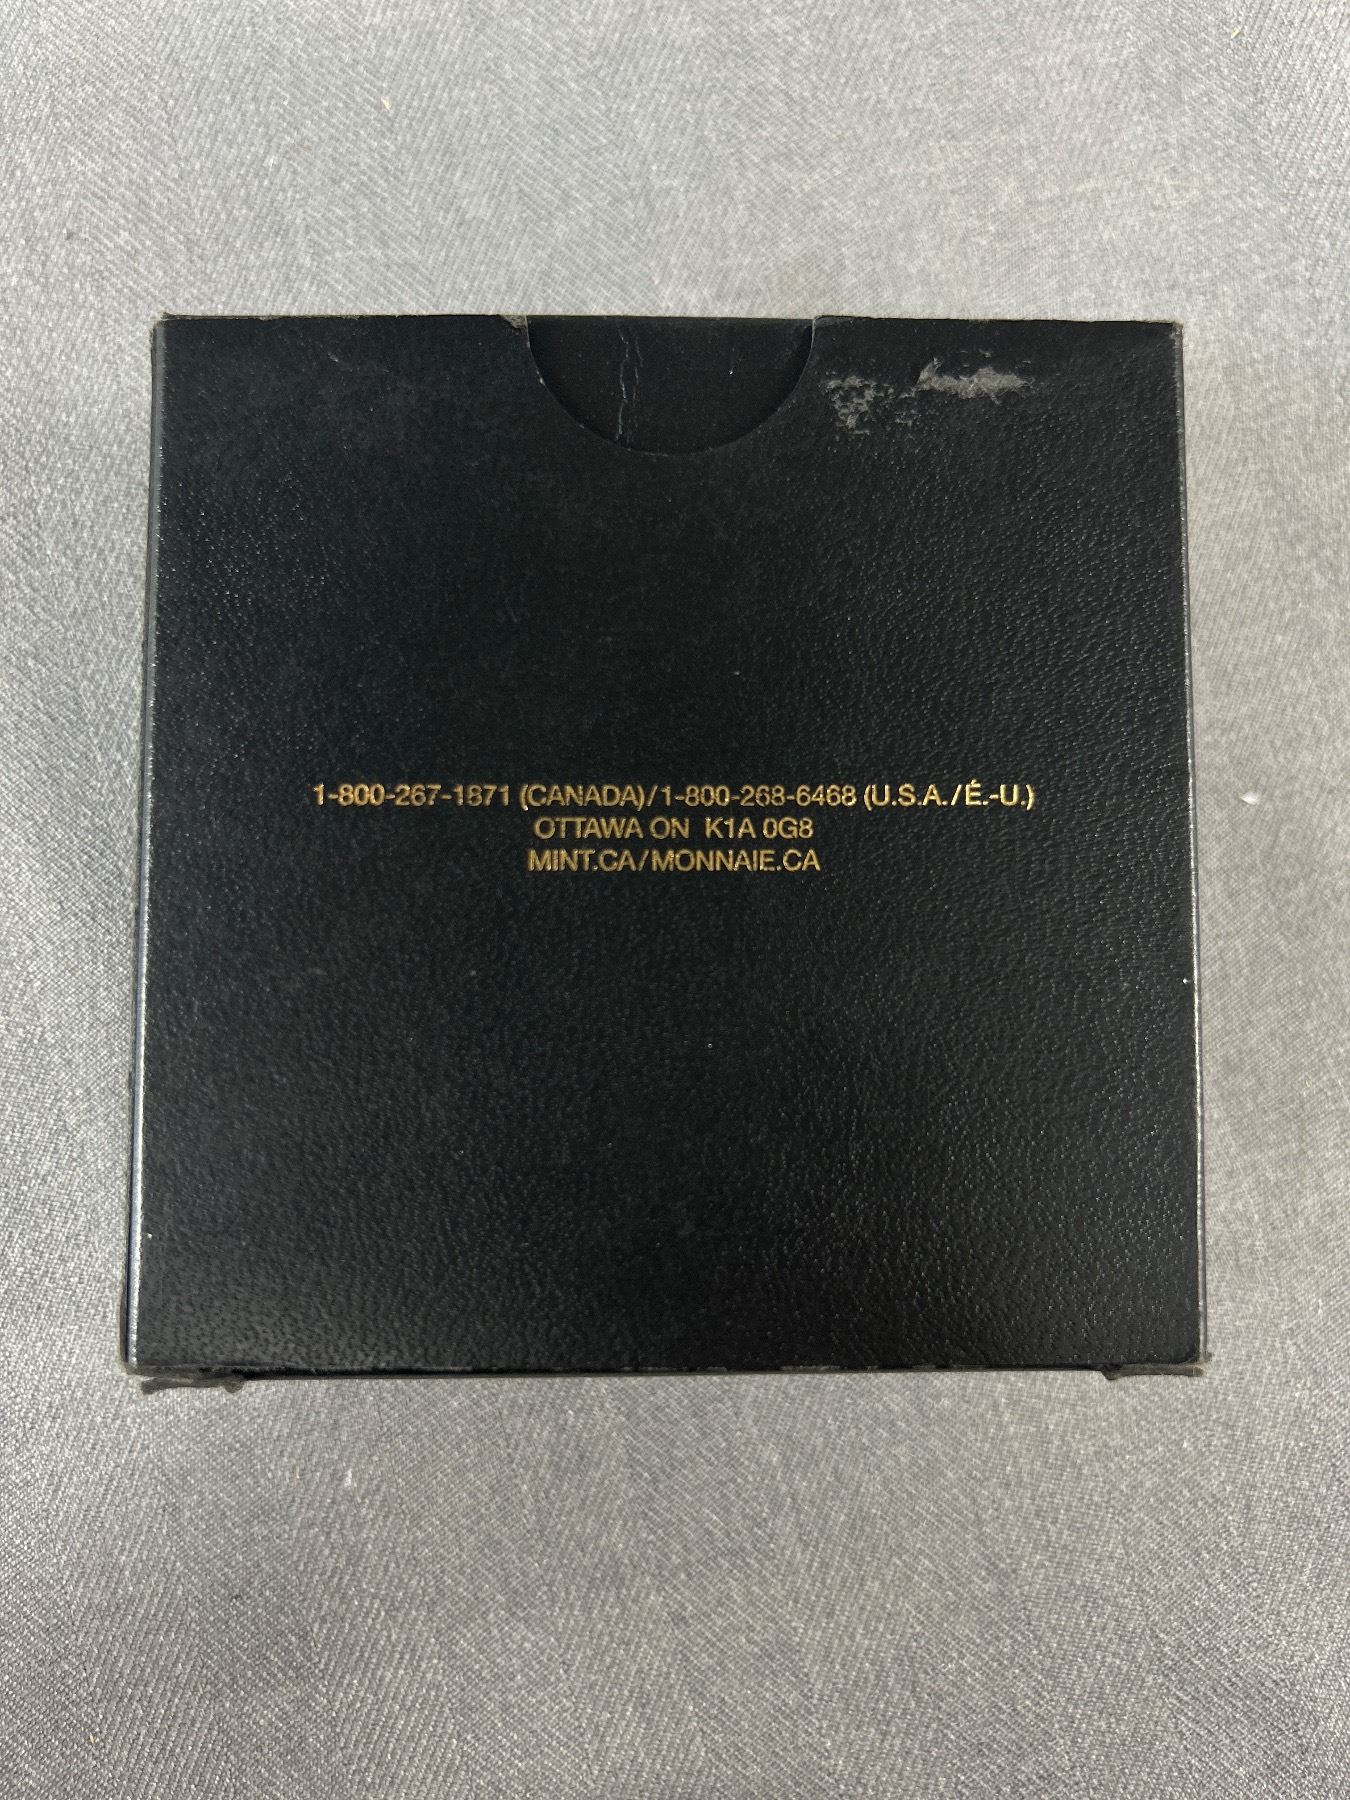 1-800-267-1871 (CANADA)/1-800-268-6468 (U.S.A./É.-U.)
OTTAWA ON K1A 0G8
MINT.CA/MONNAIE.CA